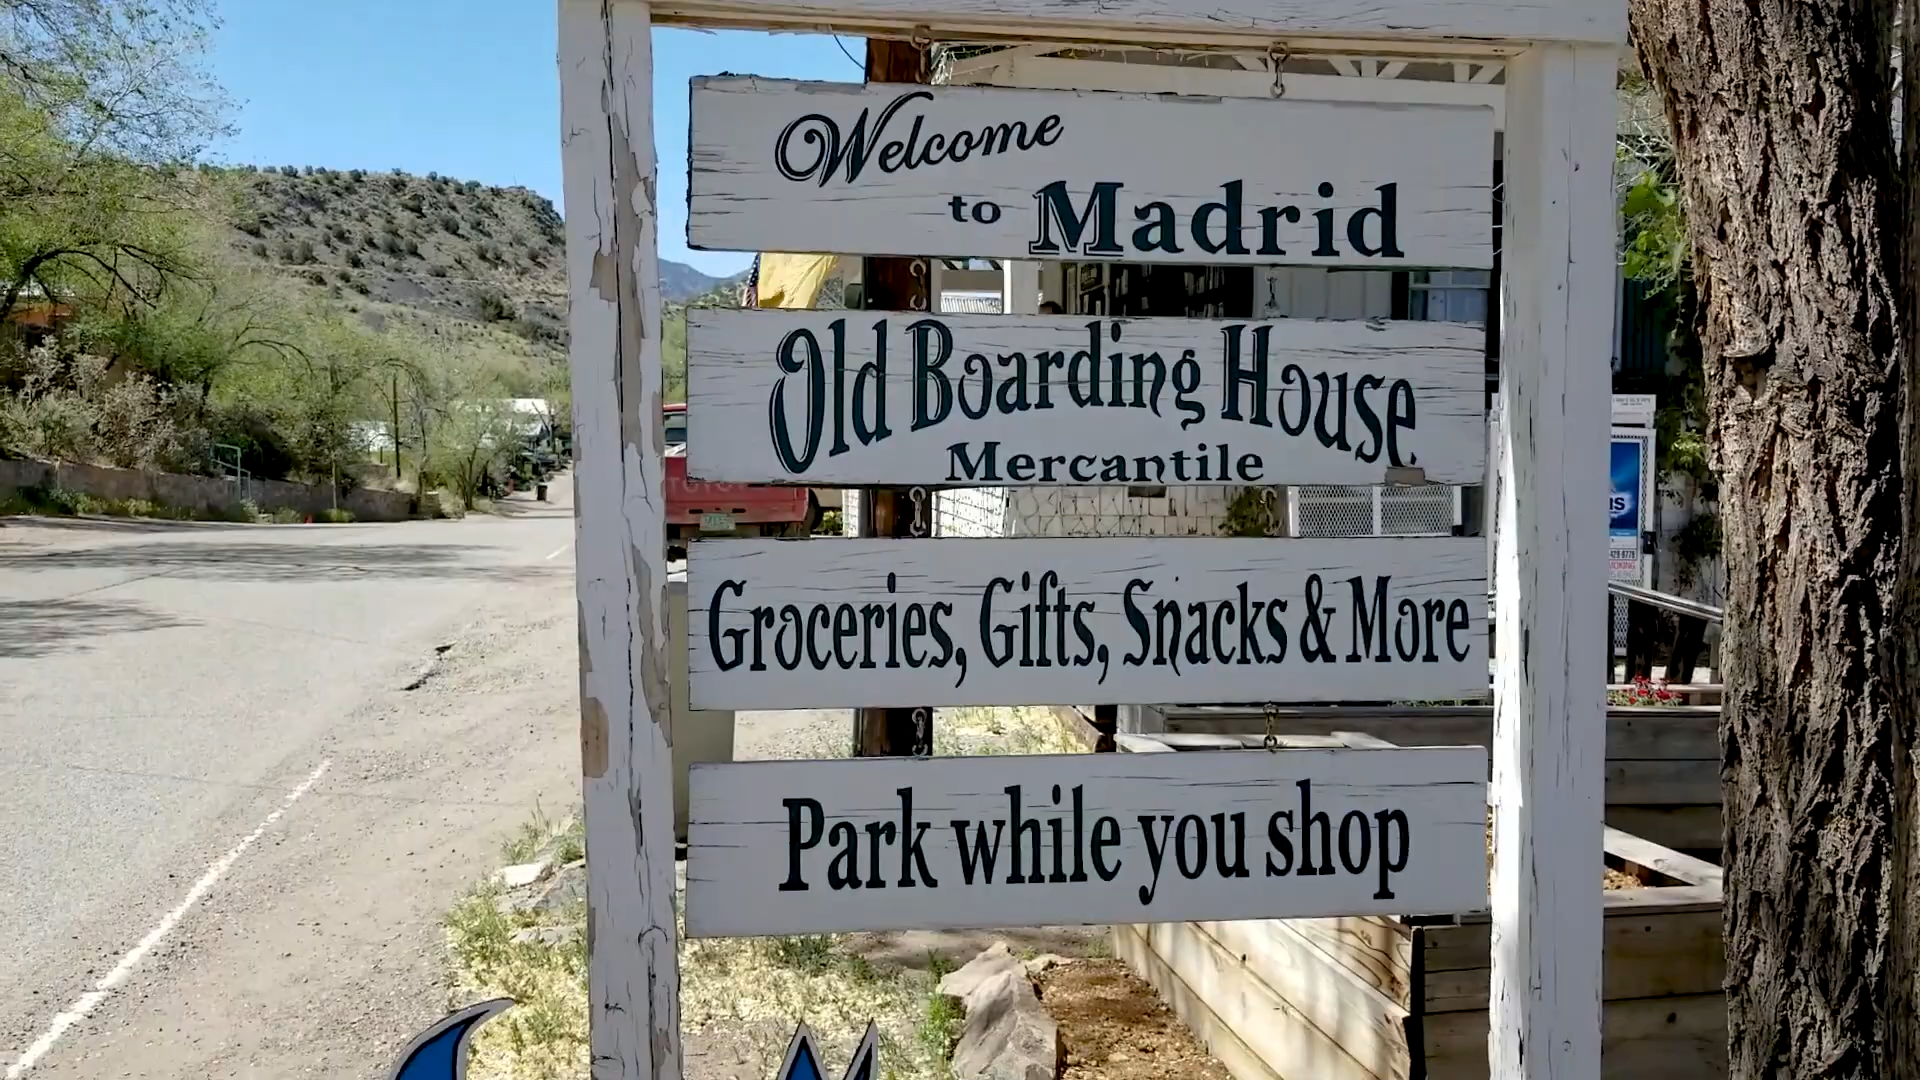 Welcome
to Madrid
Old Boarding House
Mercantile
Groceries, Gifts, Snacks & More
Park while you shop